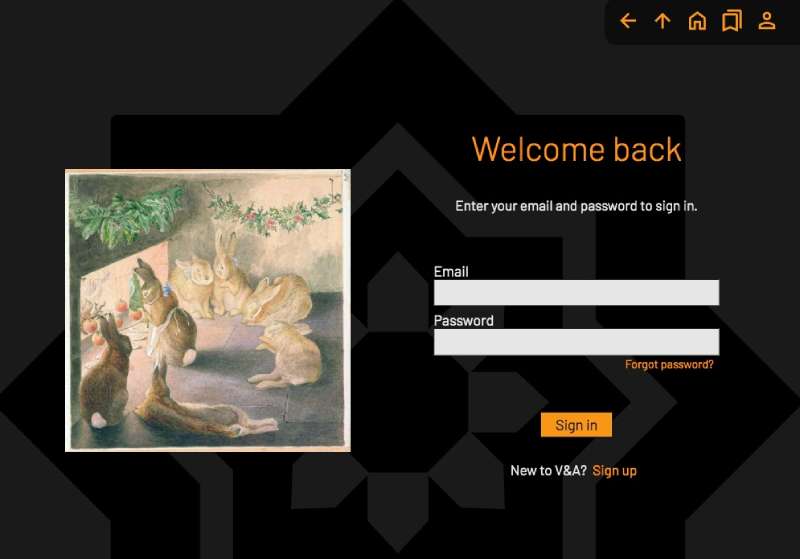 Welcome back
Enter your email and password to sign in.
Email
Password
Forgot password?
Sign in
New to V&A? Sign up